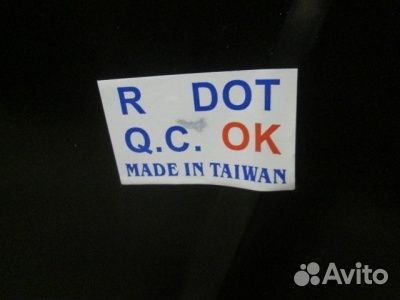 R DOT
Q.C. OK
MADE IN TAIWAN
Avito